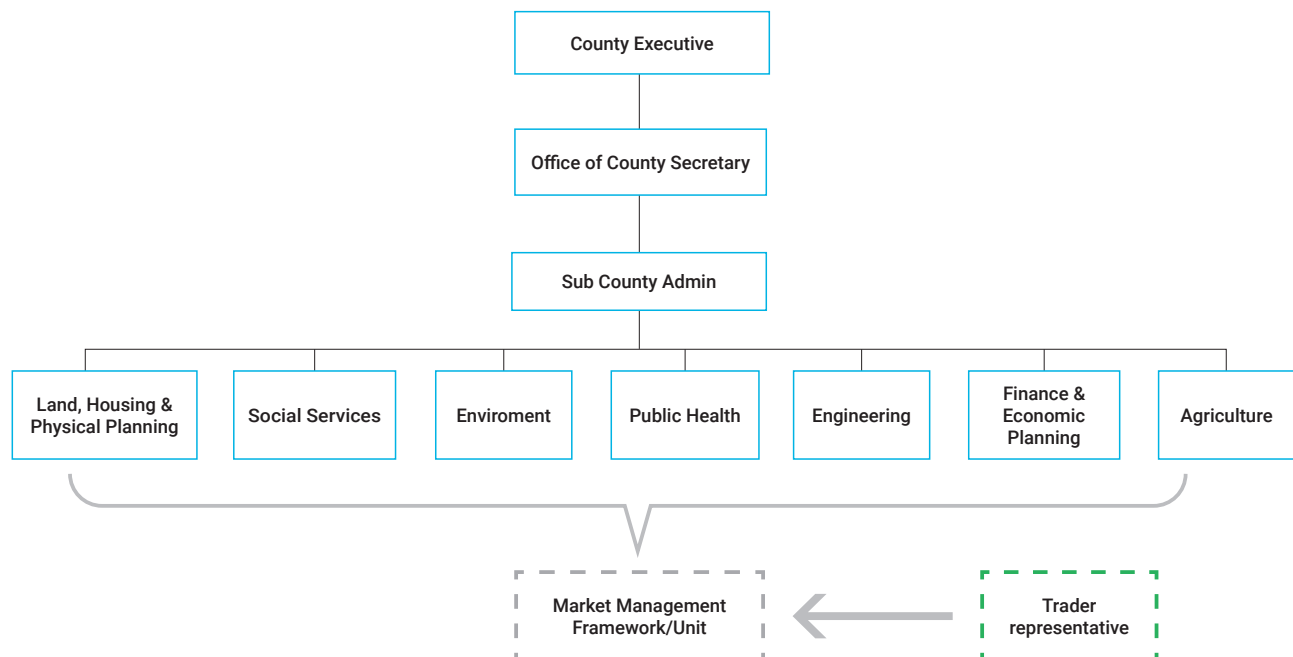 County Executive
Office of County Secretary
Sub County Admin
Land, Housing &
Physical Planning
Social Services
Enviroment
Public Health
Engineering
Finance &
Economic
Planning
Agriculture
Market Management
Framework/Unit
Trader
representative